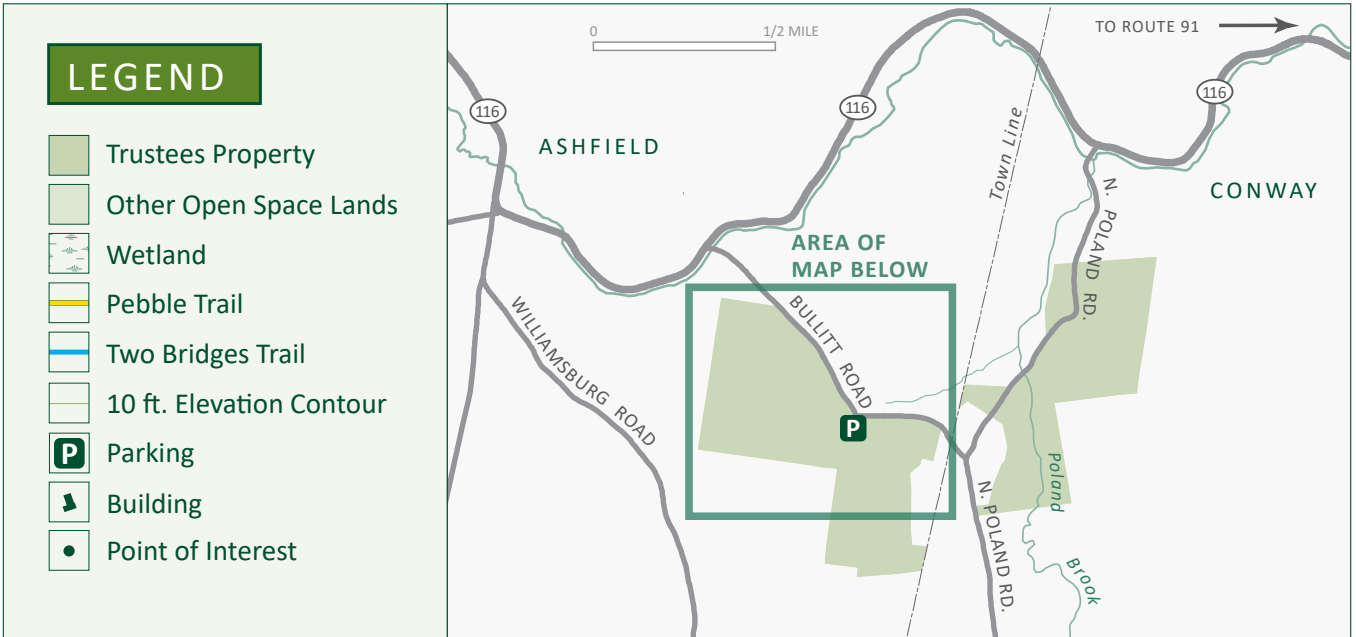 LEGEND
Trustees Property
Other Open Space Lands
Wetland
Pebble Trail
Two Bridges Trail
10 ft. Elevation Contour
P Parking
Building
Point of Interest
0 1/2 MILE
TO ROUTE 91
116
116
116
ASHFIELD
Town Line
CONWAY
N. POLAND RD.
AREA OF
MAP BELOW
BULLITT ROAD
WILLIAMSBURG ROAD
P
Poland
Brook
N. POLAND RD.